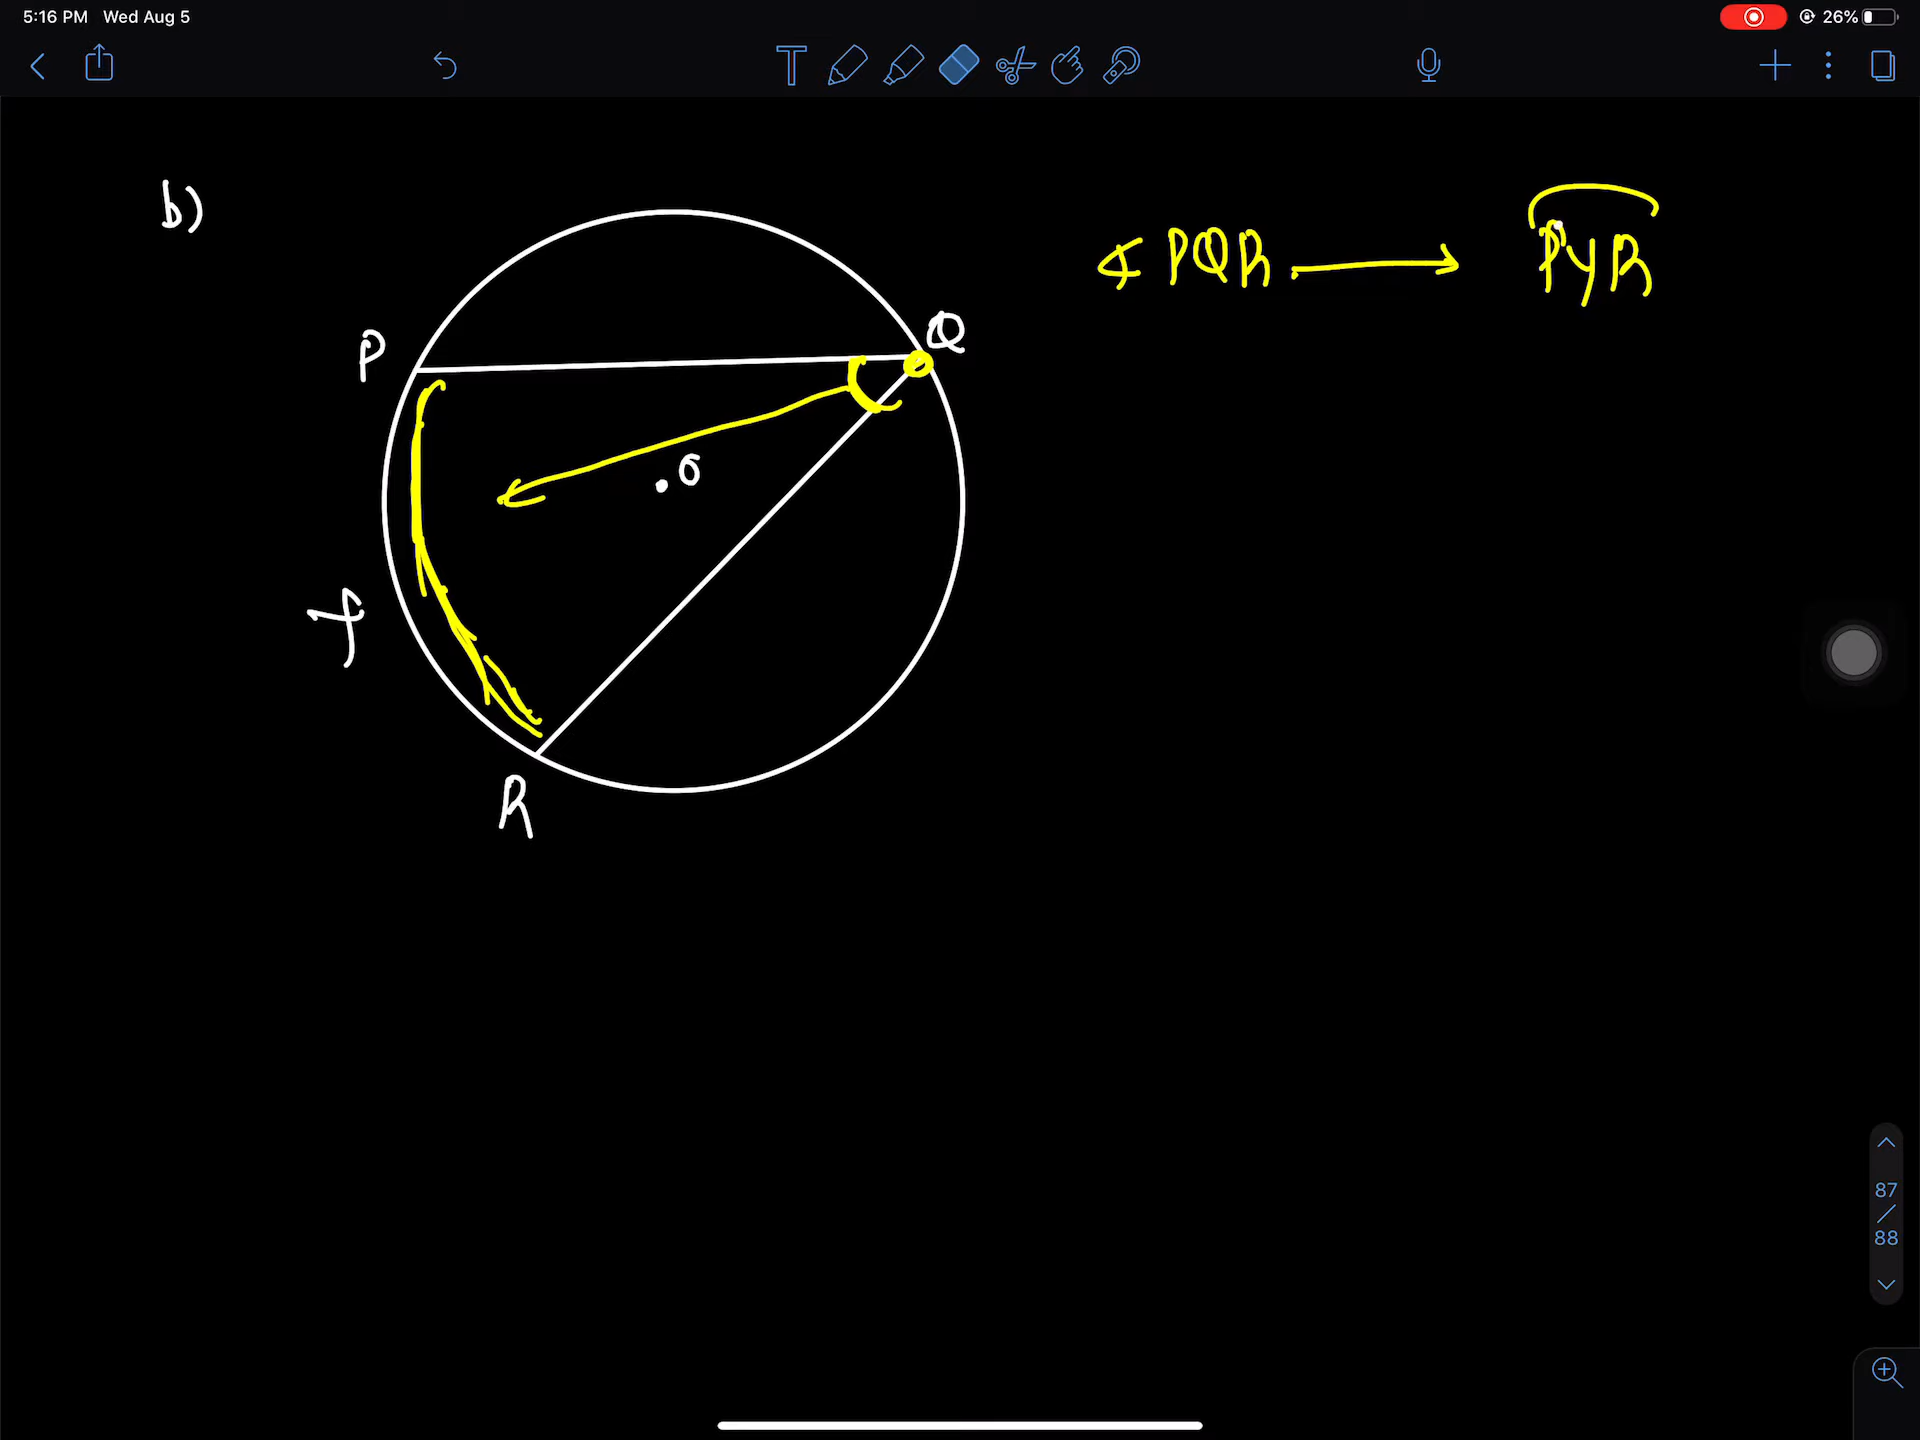 5:16 PM Wed Aug 5
26%
b)
∢ PQR → PYR
P
Q
O
Y
R
87
/
88